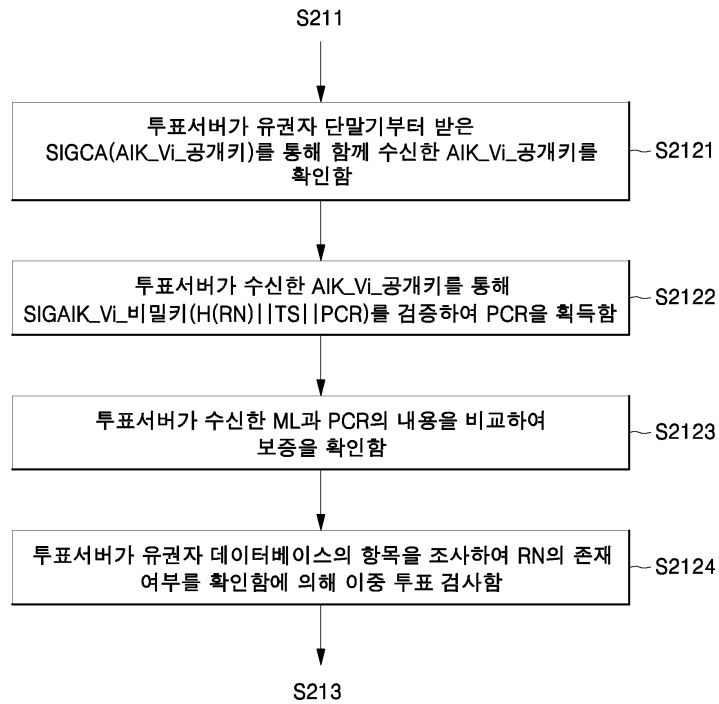 S211
투표서버가 유권자 단말기부터 받은
SIGCA(AIK_Vi_공개키)를 통해 함께 수신한 AIK_Vi_공개키를
확인함
S2121
투표서버가 수신한 AIK_Vi_공개키를 통해
SIGAIK_Vi_비밀키(H(RN)||TS||PCR)를 검증하여 PCR을 획득함
S2122
투표서버가 수신한 ML과 PCR의 내용을 비교하여
보증을 확인함
S2123
투표서버가 유권자 데이터베이스의 항목을 조사하여 RN의 존재
여부를 확인함에 의해 이중 투표 검사함
S2124
S213